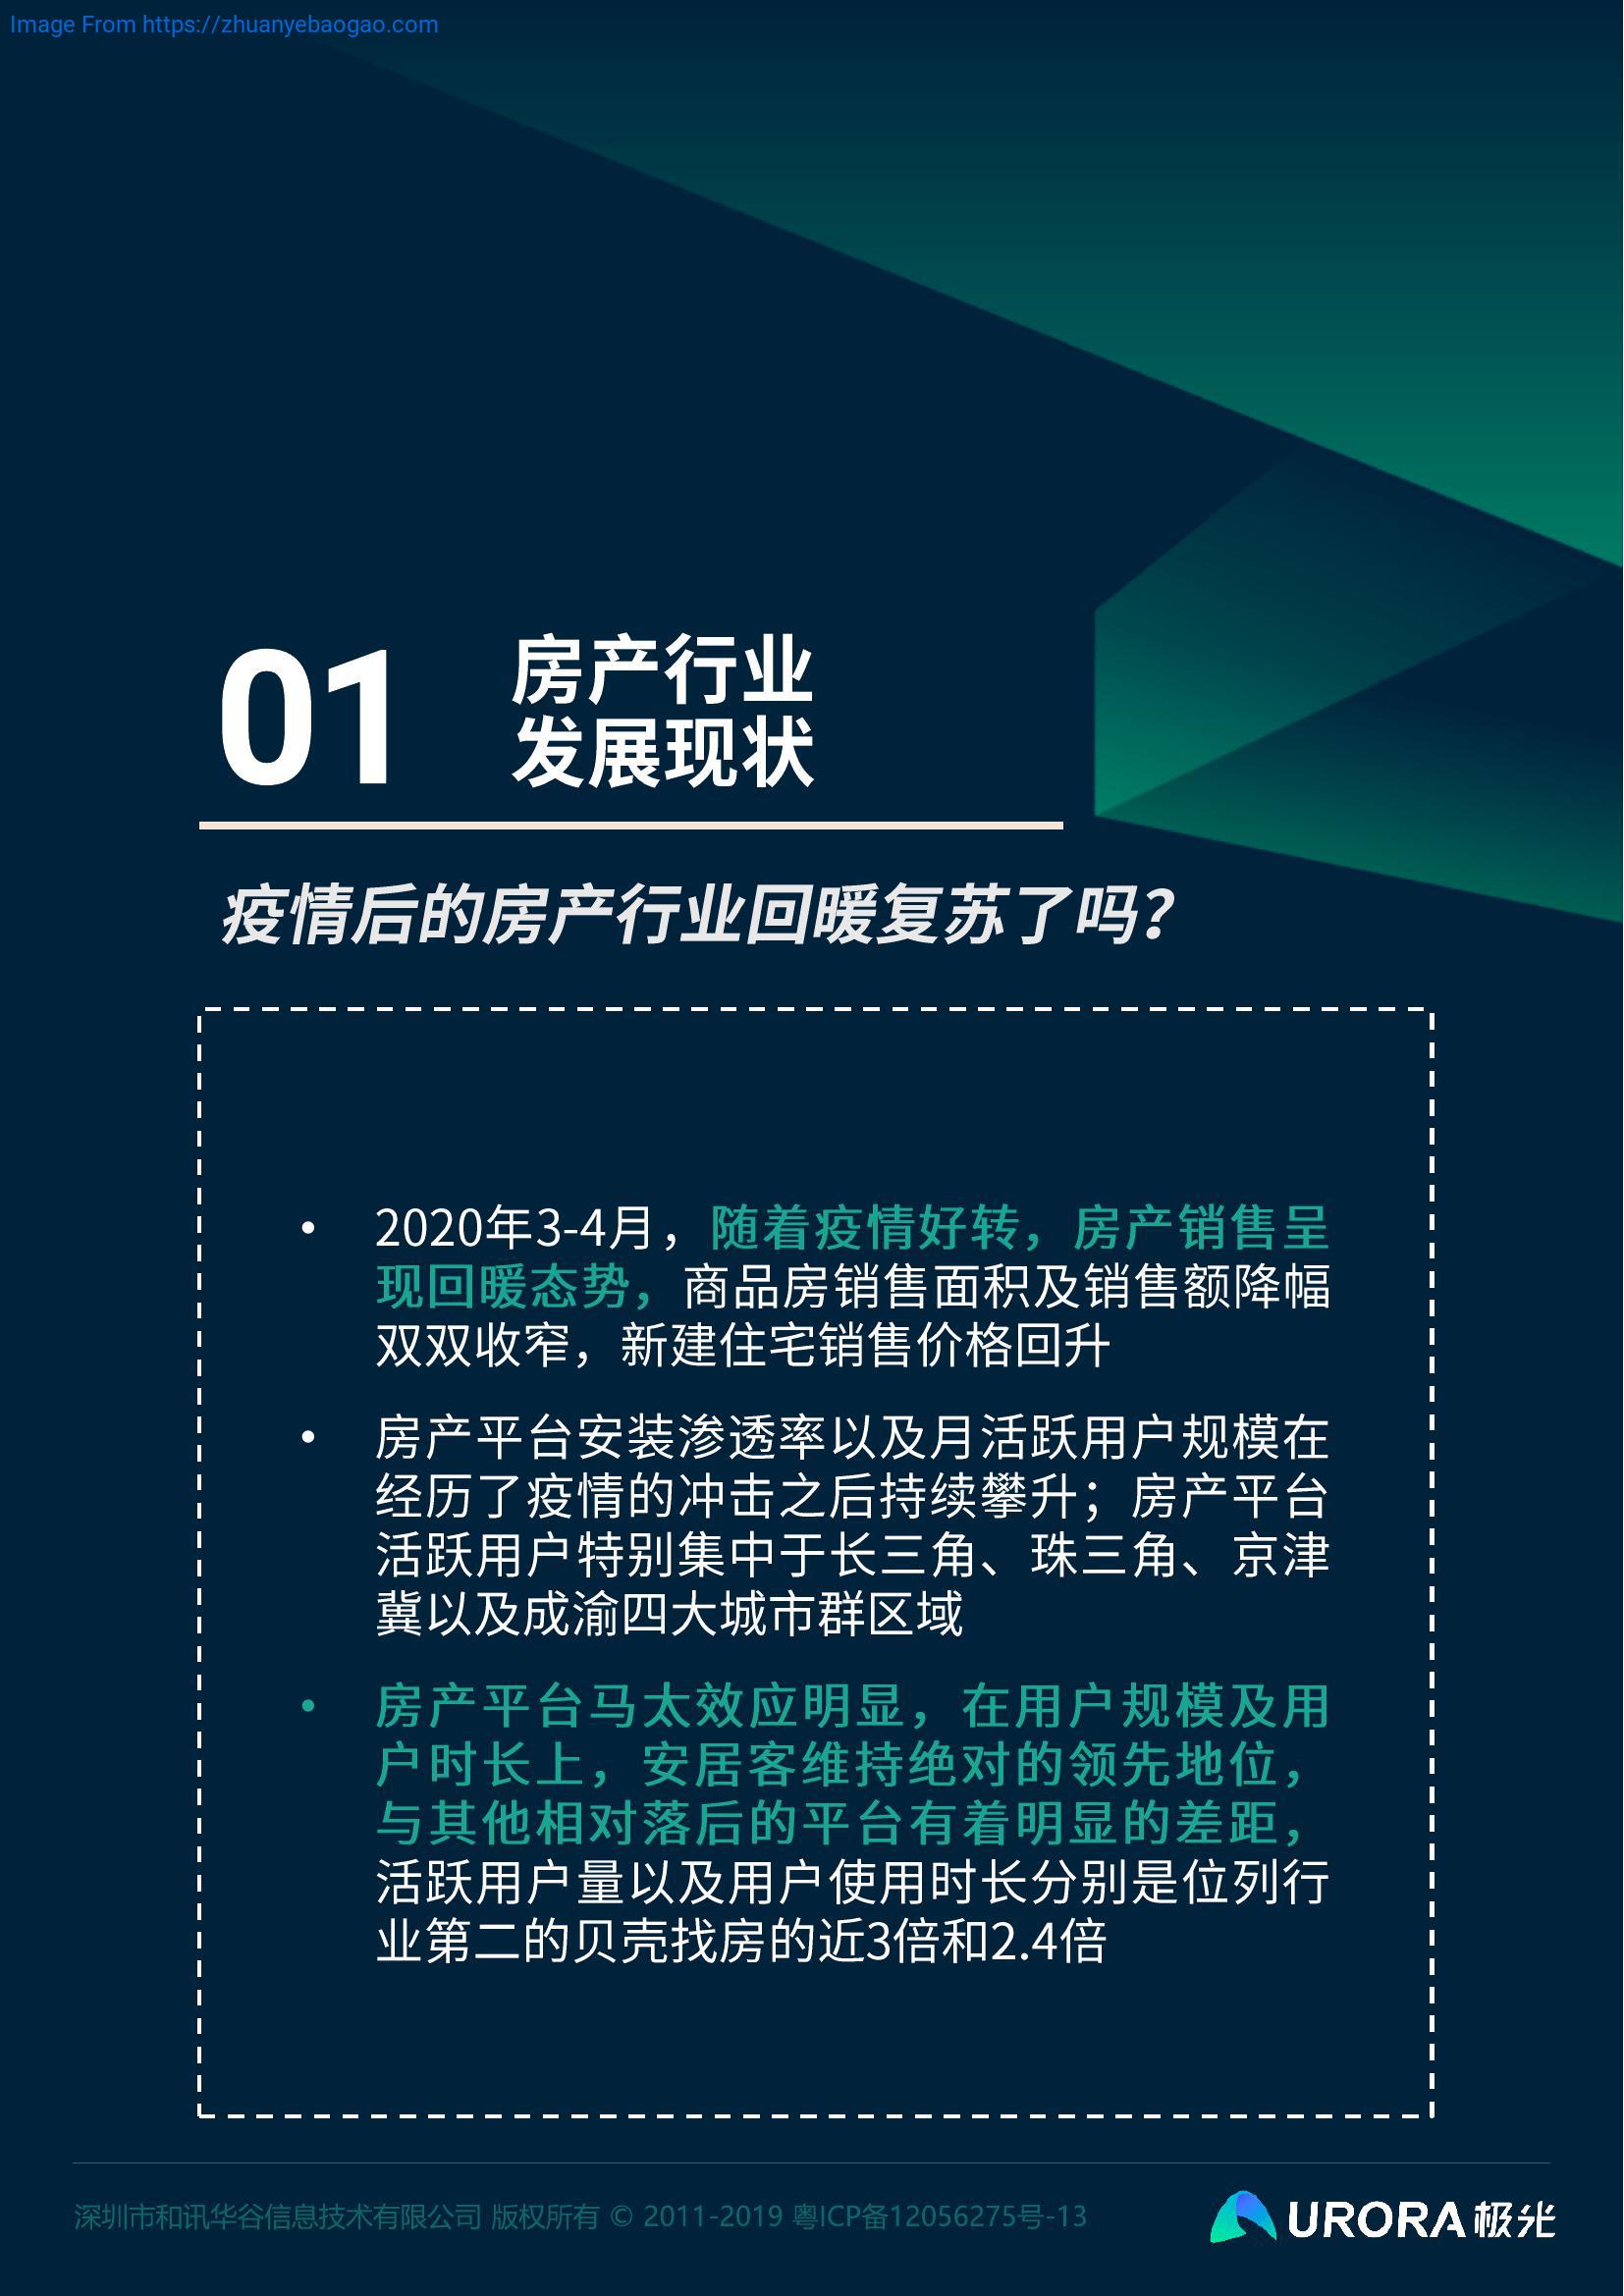 Image From https://zhuanyebaogao.com
01
房产行业
发展现状
疫情后的房产行业回暖复苏了吗?
• 2020年3-4月，随着疫情好转，房产销售呈
现回暖态势，商品房销售面积及销售额降幅
双双收窄，新建住宅销售价格回升
• 房产平台安装渗透率以及月活跃用户规模在
经历了疫情的冲击之后持续攀升；房产平台
活跃用户特别集中于长三角、珠三角、京津
冀以及成渝四大城市群区域
• 房产平台马太效应明显，在用户规模及用
户时长上，安居客维持绝对的领先地位，
与其他相对落后的平台有着明显的差距，
活跃用户量以及用户使用时长分别是位列行
业第二的贝壳找房的近3倍和2.4倍
深圳市和讯华谷信息技术有限公司 版权所有 © 2011-2019 粤ICP备12056275号-13
URORA极光